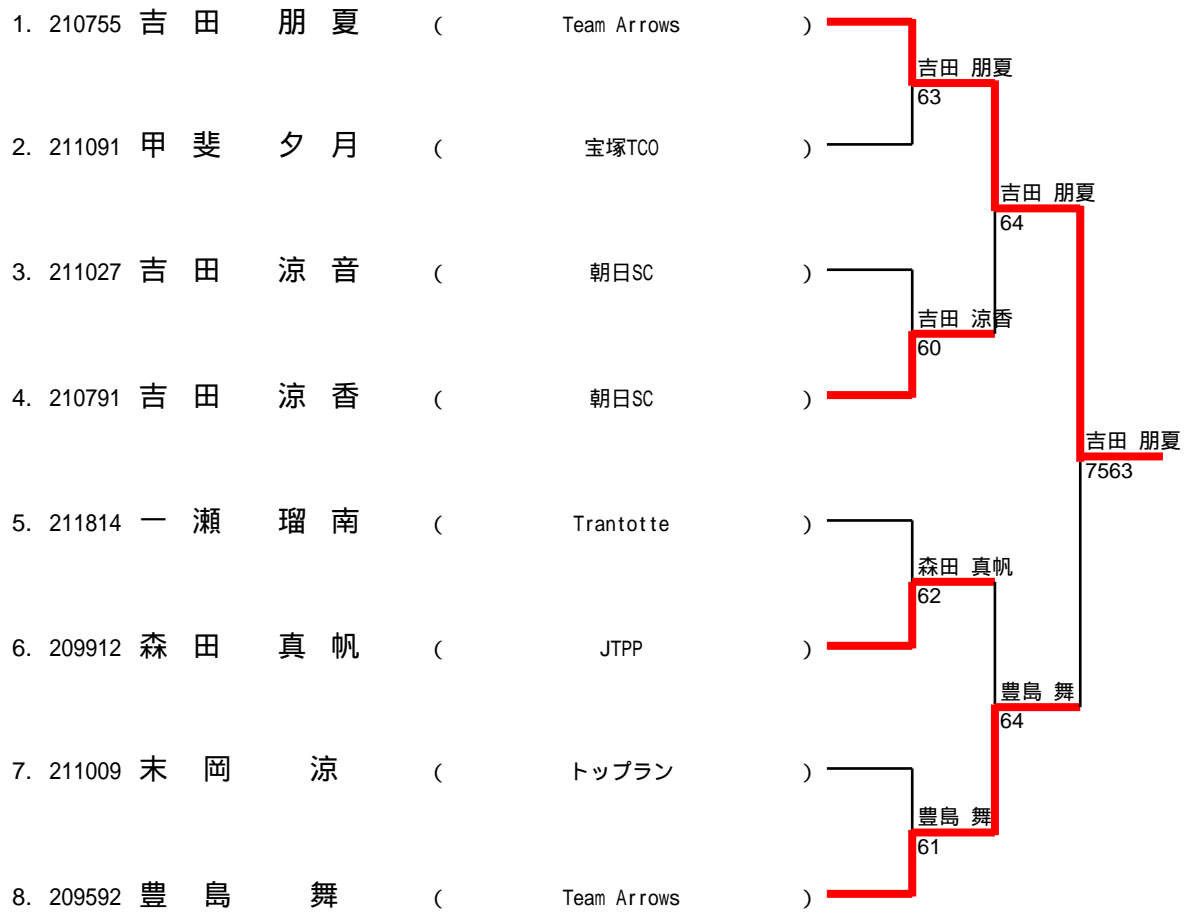 1. 210755 吉田 朋夏 ( Team Arrows )
吉田 朋夏
63
2. 211091 甲斐 夕月 ( 宝塚TCO )
吉田 朋夏
64
3. 211027 吉田 涼音 ( 朝日SC )
吉田 涼香
60
4. 210791 吉田 涼香 ( 朝日SC )
吉田 朋夏
7563
5. 211814 一瀬 瑠南 ( Trantotte )
森田 真帆
62
6. 209912 森田 真帆 ( JTPP )
豊島 舞
64
7. 211009 末岡 涼 ( トップラン )
豊島 舞
61
8. 209592 豊島 舞 ( Team Arrows )